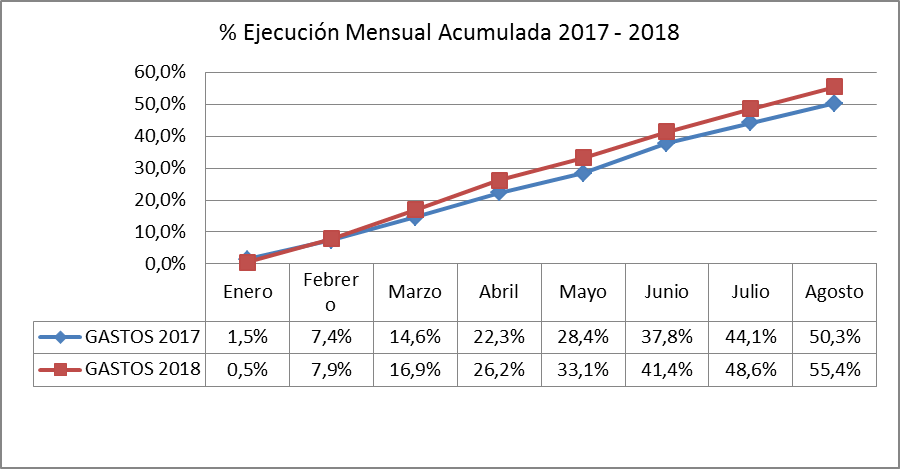 % Ejecución Mensual Acumulada 2017 - 2018
60,0%
50,0%
40,0%
30,0%
20,0%
10,0%
0,0%
Enero Febrer
o Marzo Abril Mayo Junio Julio Agosto
GASTOS 2017 1,5% 7,4% 14,6% 22,3% 28,4% 37,8% 44,1% 50,3%
GASTOS 2018 0,5% 7,9% 16,9% 26,2% 33,1% 41,4% 48,6% 55,4%